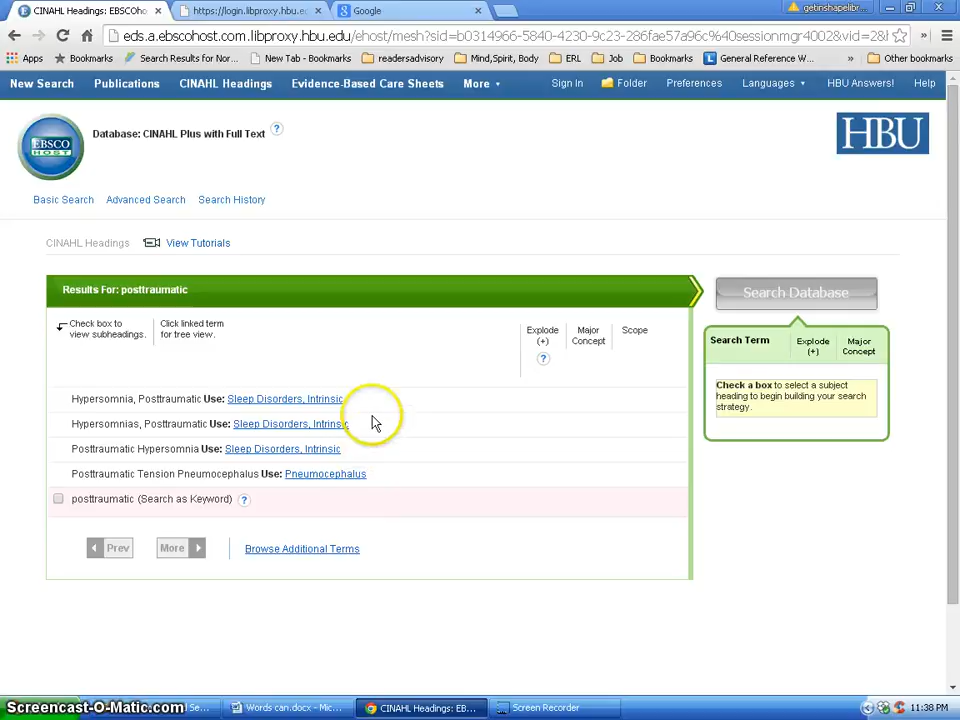 CINAHL Headings: EBSCOho
https://login.libproxy.hbu.e
Google
getinshapelibr...
eds.a.ebscohost.com.libproxy.hbu.edu/ehost/mesh?sid=b0314966-5840-4230-9c23-286fae57a96c%40sessionmgr4002&vid=28
Apps
Bookmarks
Search Results for Nor...
New Tab - Bookmarks
readersadvisory
Mind,Spirit, Body
ERL
Job
Bookmarks
General Reference W...
»
Other bookmarks
New Search
Publications
CINAHL Headings
Evidence-Based Care Sheets
More
Sign In
Folder
Preferences
Languages
HBU Answers!
Help
EBSCO
HOST
Database: CINAHL Plus with Full Text
?
HBU
Basic Search
Advanced Search
Search History
CINAHL Headings
View Tutorials
Results For: posttraumatic
Search Database
Check box to
view subheadings.
Click linked term
for tree view.
Explode
(+)
?
Major
Concept
Scope
Search Term
Explode
(+)
Major
Concept
Check a box to select a subject
heading to begin building your search
strategy.
Hypersomnia, Posttraumatic Use: Sleep Disorders, Intrinsic
Hypersomnias, Posttraumatic Use: Sleep Disorders, Intrinsic
Posttraumatic Hypersomnia Use: Sleep Disorders, Intrinsic
Posttraumatic Tension Pneumocephalus Use: Pneumocephalus
posttraumatic (Search as Keyword) ?
Prev
More
Browse Additional Terms
Screencast-O-Matic.com
Se...
Words can.docx - Mic...
CINAHL Headings: EB...
Screen Recorder
11:38 PM